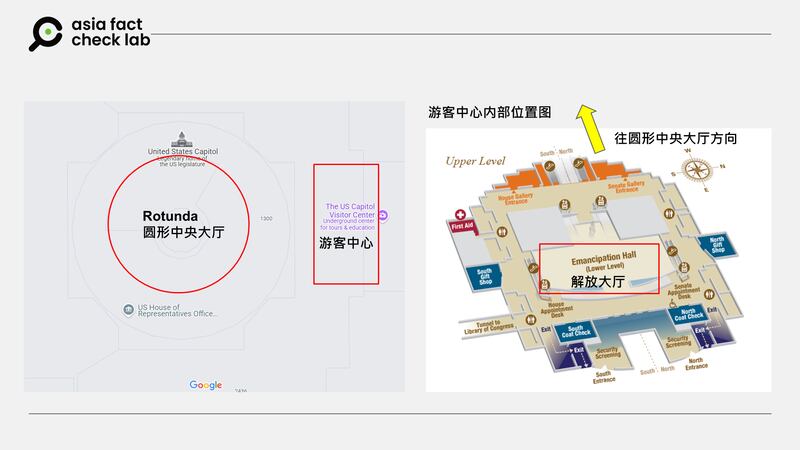 asia fact
check lab
United States Capitol
Legendary home of
the US legislature
Rotunda
圆形中央大厅
1300
The US Capitol
Visitor Center
Underground center
for tours & education
游客中心
US House of
Representatives Office...
Google
游客中心内部位置图
往圆形中央大厅方向
Upper Level
South
North
W
N
S
E
House Gallery
Entrance
Senate Gallery
Entrance
First Aid
North
Gift
Shop
South
Gift
Shop
Emancipation Hall
(Lower Level)
解放大厅
House
Appointment
Desk
Senate
Appointment
Desk
Tunnel to
Library of Congress
Exit
South
Coat Check
North
Coat Check
Exit
Exit
Security
Screening
Security
Screening
Exit
South
Entrance
South
North
North
Entrance